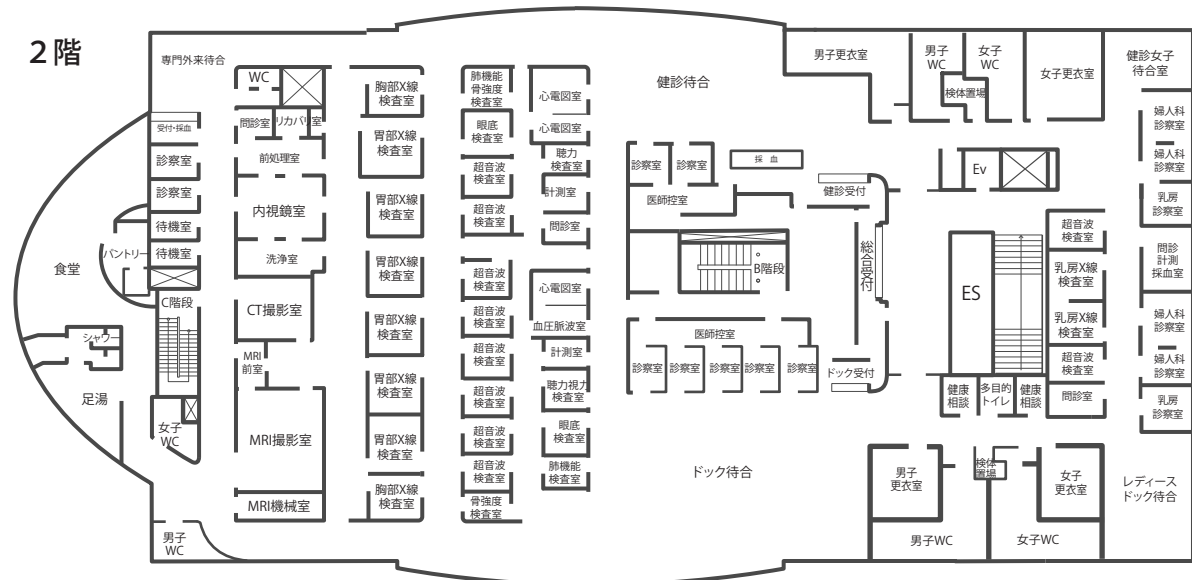 2階
専門外来待合
受付・採血
診察室
診察室
待機室
待機室
パントリー
食堂
C階段
シャワー
足湯
女子
WC
男子
WC
WC
問診室
リカバリ室
前処理室
内視鏡室
洗浄室
CT撮影室
MRI
前室
MRI撮影室
MRI機械室
胸部X線
検査室
胃部X線
検査室
胃部X線
検査室
胃部X線
検査室
胃部X線
検査室
胃部X線
検査室
胃部X線
検査室
胸部X線
検査室
肺機能
骨強度
検査室
眼底
検査室
超音波
検査室
超音波
検査室
超音波
検査室
超音波
検査室
超音波
検査室
超音波
検査室
超音波
検査室
超音波
検査室
骨強度
検査室
心電図室
心電図室
聴力
検査室
計測室
問診室
心電図室
血圧脈波室
計測室
聴力視力
検査室
眼底
検査室
肺機能
検査室
健診待合
診察室
診察室
採血
医師控室
健診受付
B階段
総合受付
医師控室
診察室
診察室
診察室
診察室
診察室
ドック受付
ドック待合
男子更衣室
男子
WC
女子
WC
検体置場
女子更衣室
健診女子
待合室
Ev
ES
超音波
検査室
乳房X線
検査室
乳房X線
検査室
超音波
検査室
問診室
健康
相談
多目的
トイレ
健康
相談
婦人科
診察室
婦人科
診察室
乳房
診察室
問診
計測
採血室
婦人科
診察室
婦人科
診察室
乳房
診察室
男子
更衣室
検体
置場
女子
更衣室
男子WC
女子WC
レディース
ドック待合